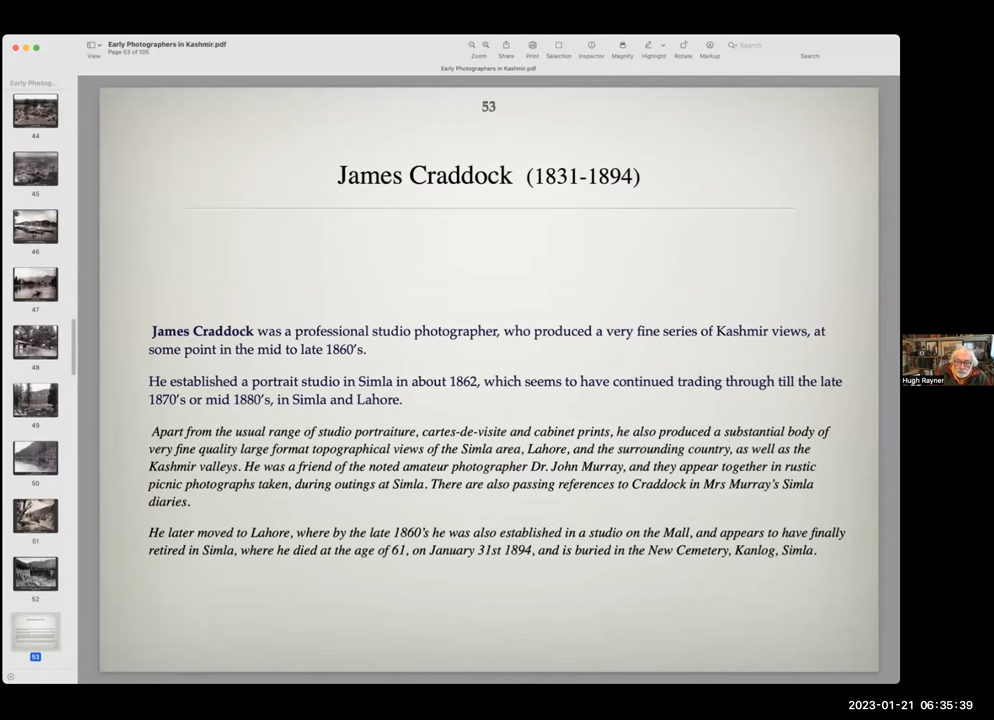 Early Photographers in Kashmir.pdf
Page 53 of 105
View
Zoom
Share
Print
Selection
Inspector
Magnify
Highlight
Rotate
Markup
Search
Search
Early Photographers in Kashmir.pdf
Early Photog...
44
45
46
47
48
49
50
51
52
53
53
James Craddock (1831-1894)
James Craddock was a professional studio photographer, who produced a very fine series of Kashmir views, at
some point in the mid to late 1860's.
He established a portrait studio in Simla in about 1862, which seems to have continued trading through till the late
1870's or mid 1880's, in Simla and Lahore.
Apart from the usual range of studio portraiture, cartes-de-visite and cabinet prints, he also produced a substantial body of
very fine quality large format topographical views of the Simla area, Lahore, and the surrounding country, as well as the
Kashmir valleys. He was a friend of the noted amateur photographer Dr. John Murray, and they appear together in rustic
picnic photographs taken, during outings at Simla. There are also passing references to Craddock in Mrs Murray's Simla
diaries.
He later moved to Lahore, where by the late 1860's he was also established in a studio on the Mall, and appears to have finally
retired in Simla, where he died at the age of 61, on January 31st 1894, and is buried in the New Cemetery, Kanlog, Simla.
Hugh Rayner
2023-01-21 06:35:39